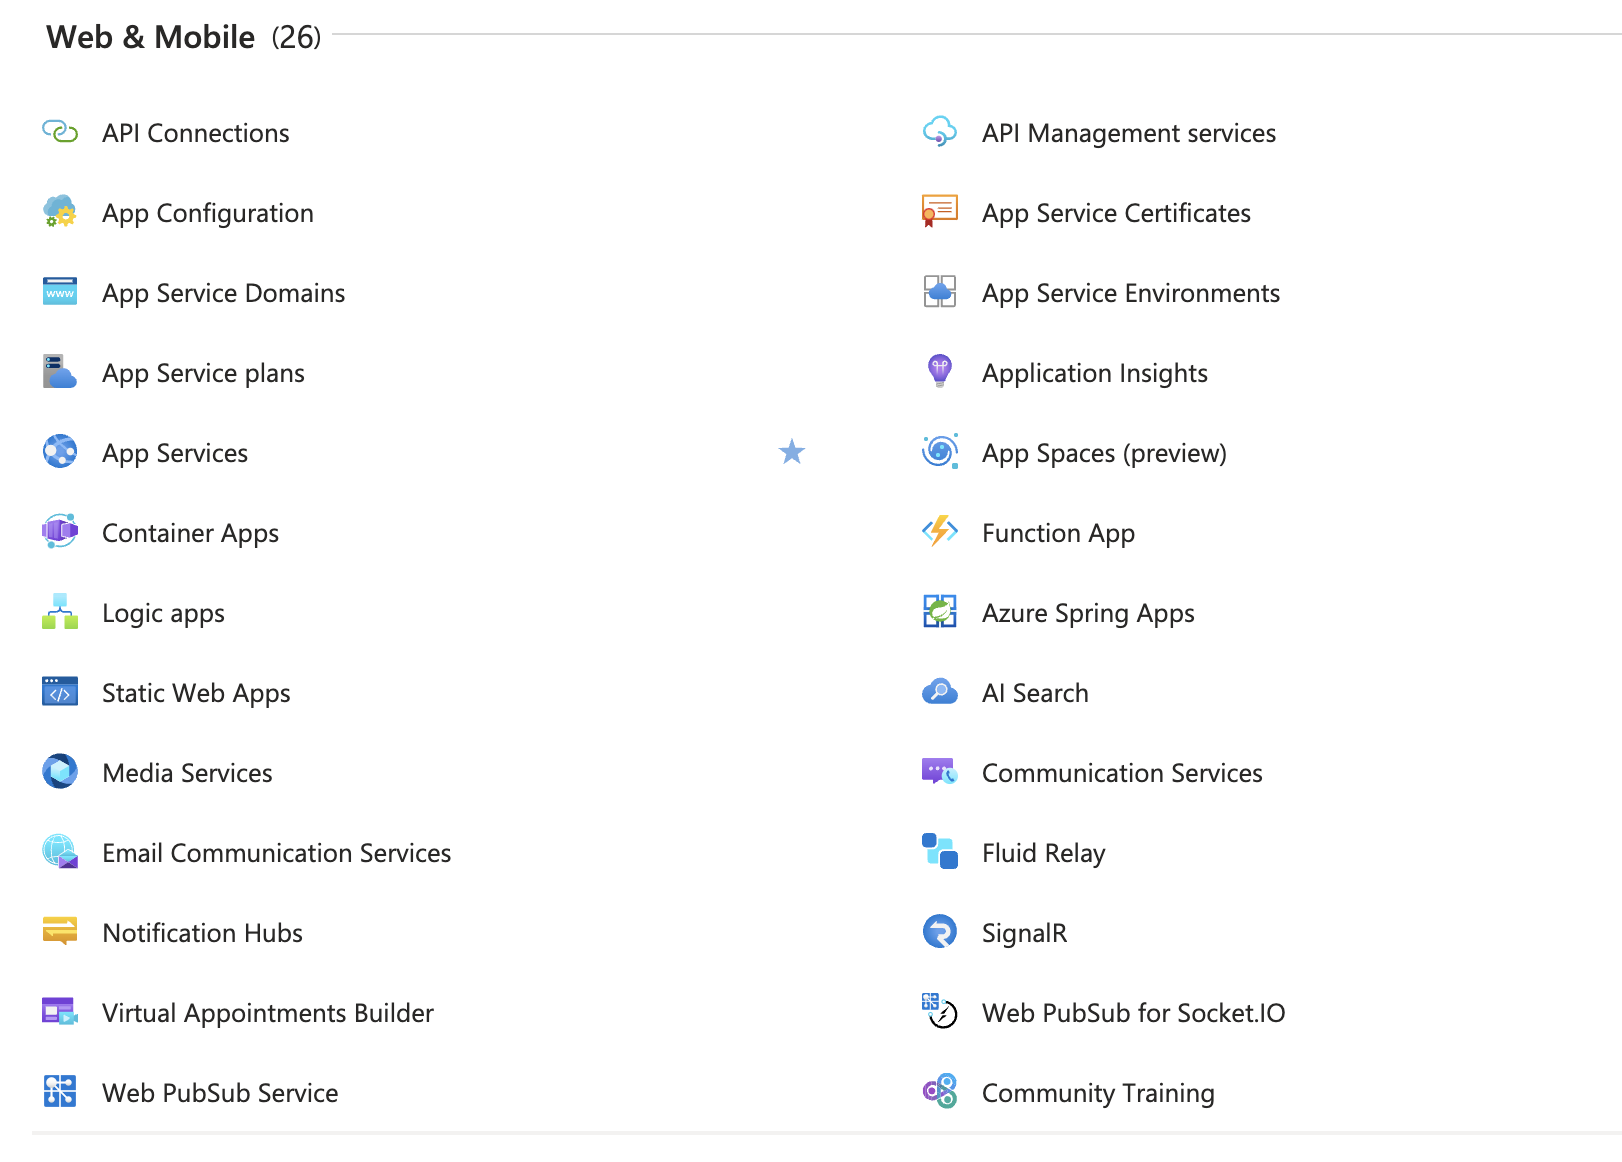 Web & Mobile (26)
API Connections
API Management services
App Configuration
App Service Certificates
www
App Service Domains
App Service Environments
App Service plans
Application Insights
App Services
App Spaces (preview)
Container Apps
Function App
Logic apps
Azure Spring Apps
Static Web Apps
AI Search
Media Services
Communication Services
Email Communication Services
Fluid Relay
Notification Hubs
SignalR
Virtual Appointments Builder
Web PubSub for Socket.IO
Web PubSub Service
Community Training